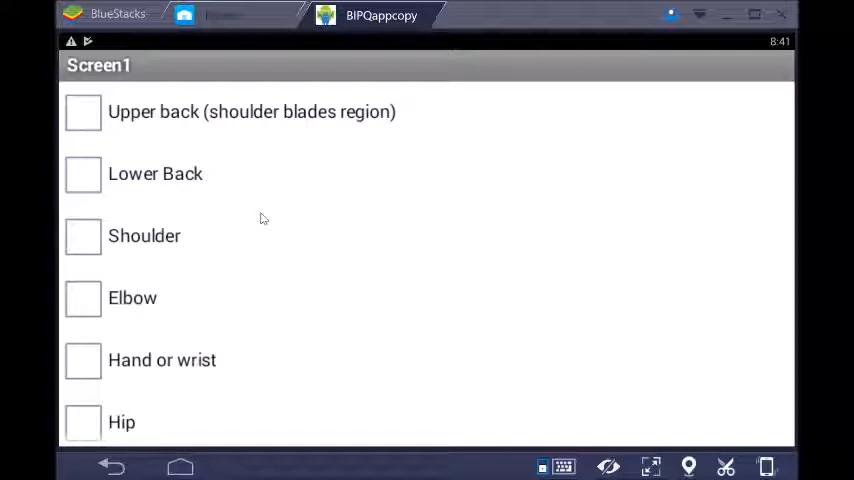 BlueStacks
BIPQappcopy
8:41
Screen1
Upper back (shoulder blades region)
Lower Back
Shoulder
Elbow
Hand or wrist
Hip